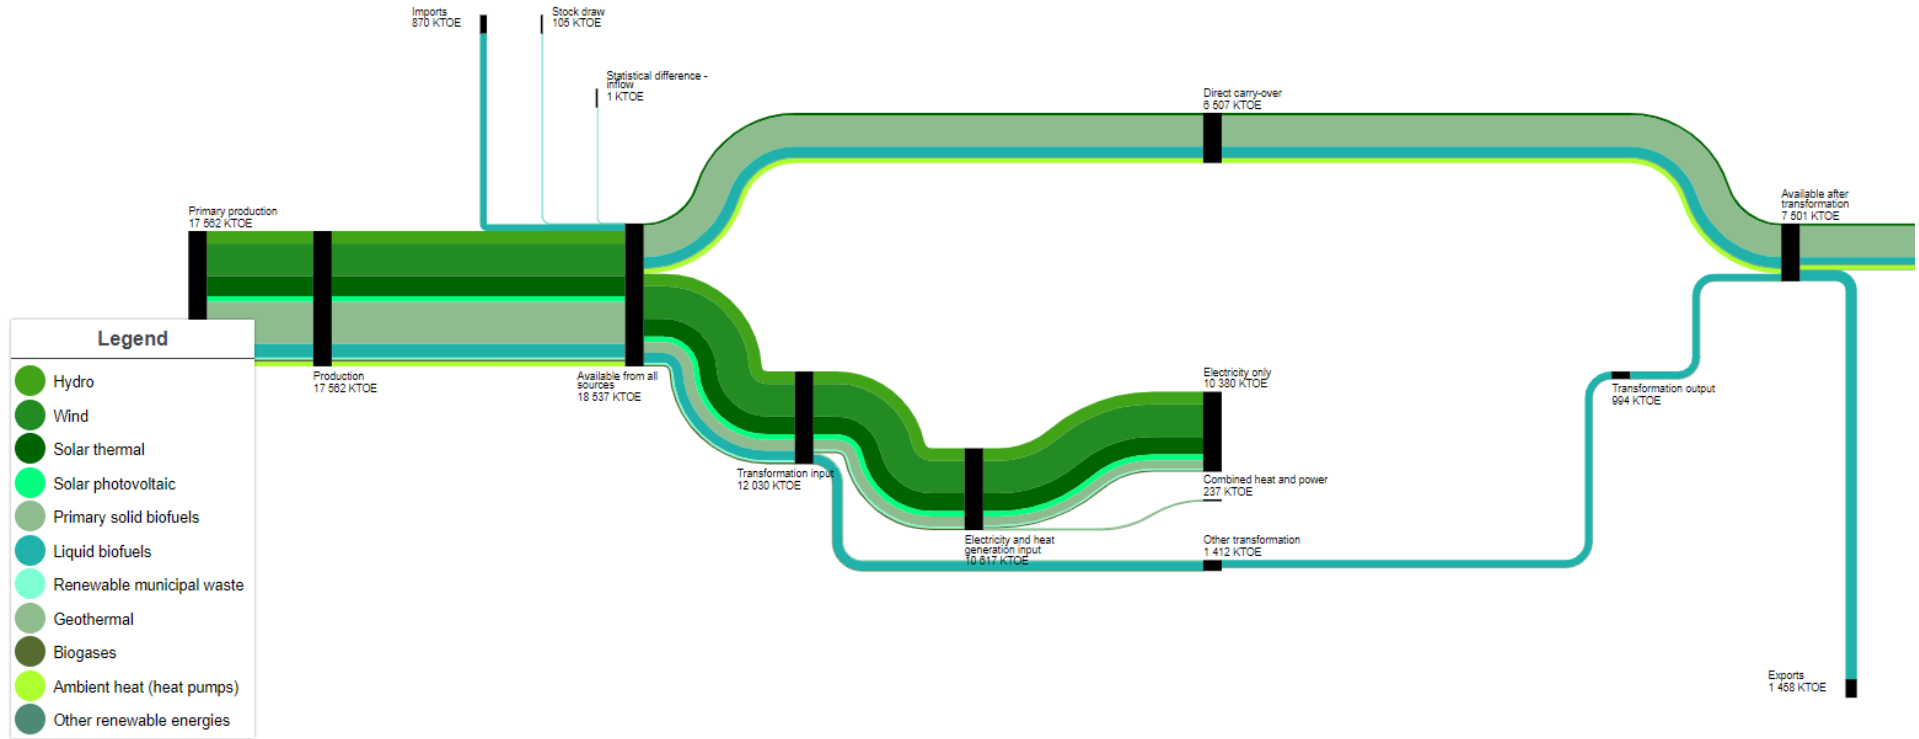 Imports
870 KTOE
Stock draw
105 KTOE
Statistical difference -
inflow
1 KTOE
Direct carry-over
6 507 KTOE
Primary production
17 562 KTOE
Available after
transformation
7 501 KTOE
Production
17 562 KTOE
Available from all
sources
18 537 KTOE
Transformation input
12 030 KTOE
Electricity only
10 380 KTOE
Combined heat and power
237 KTOE
Electricity and heat
generation input
10 617 KTOE
Other transformation
1 412 KTOE
Transformation output
994 KTOE
Exports
1 458 KTOE
Legend
Hydro
Wind
Solar thermal
Solar photovoltaic
Primary solid biofuels
Liquid biofuels
Renewable municipal waste
Geothermal
Biogases
Ambient heat (heat pumps)
Other renewable energies